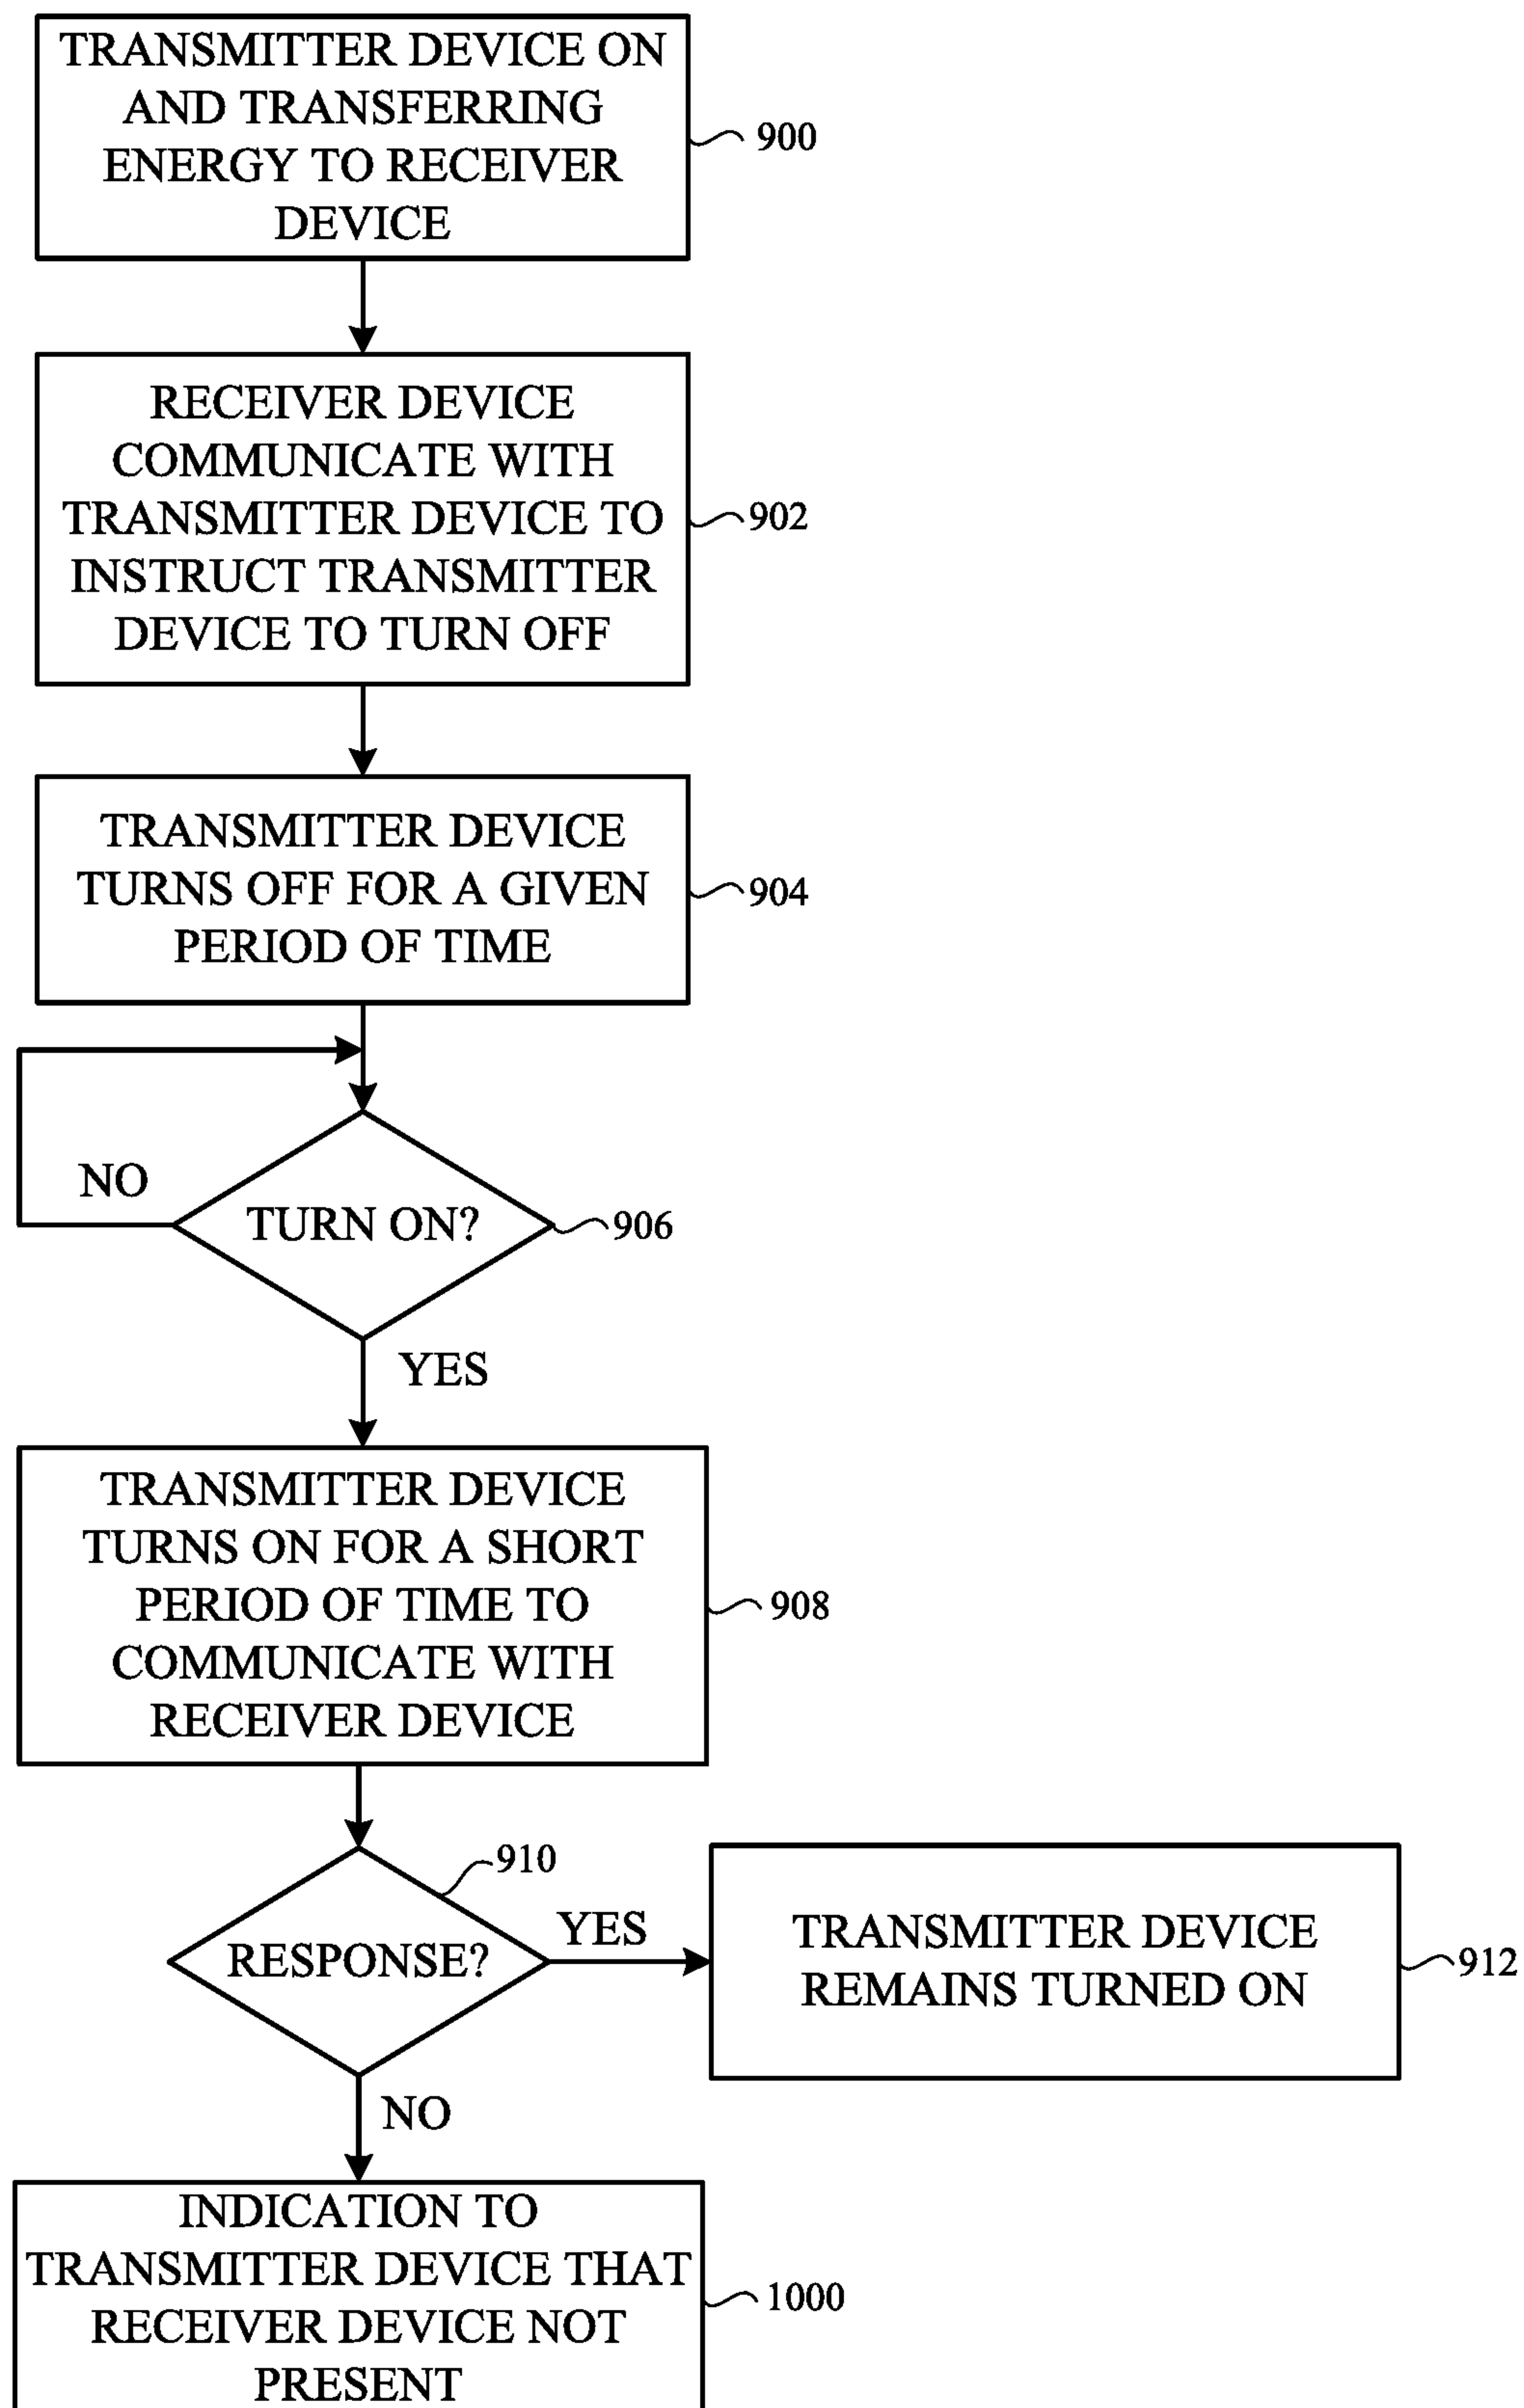 TRANSMITTER DEVICE ON
AND TRANSFERRING
ENERGY TO RECEIVER
DEVICE
900
RECEIVER DEVICE
COMMUNICATE WITH
TRANSMITTER DEVICE TO
INSTRUCT TRANSMITTER
DEVICE TO TURN OFF
902
TRANSMITTER DEVICE
TURNS OFF FOR A GIVEN
PERIOD OF TIME
904
NO
TURN ON?
906
YES
TRANSMITTER DEVICE
TURNS ON FOR A SHORT
PERIOD OF TIME TO
COMMUNICATE WITH
RECEIVER DEVICE
908
910
RESPONSE?
YES
TRANSMITTER DEVICE
REMAINS TURNED ON
912
NO
INDICATION TO
TRANSMITTER DEVICE THAT
RECEIVER DEVICE NOT
PRESENT
1000